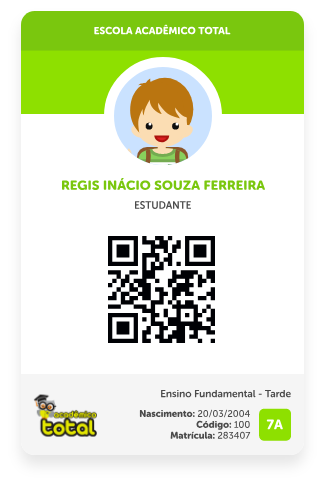 ESCOLA ACADÊMICO TOTAL
REGIS INÁCIO SOUZA FERREIRA
ESTUDANTE
Ensino Fundamental - Tarde
acadêmico
total
Nascimento: 20/03/2004
Código: 100
Matrícula: 283407
7A